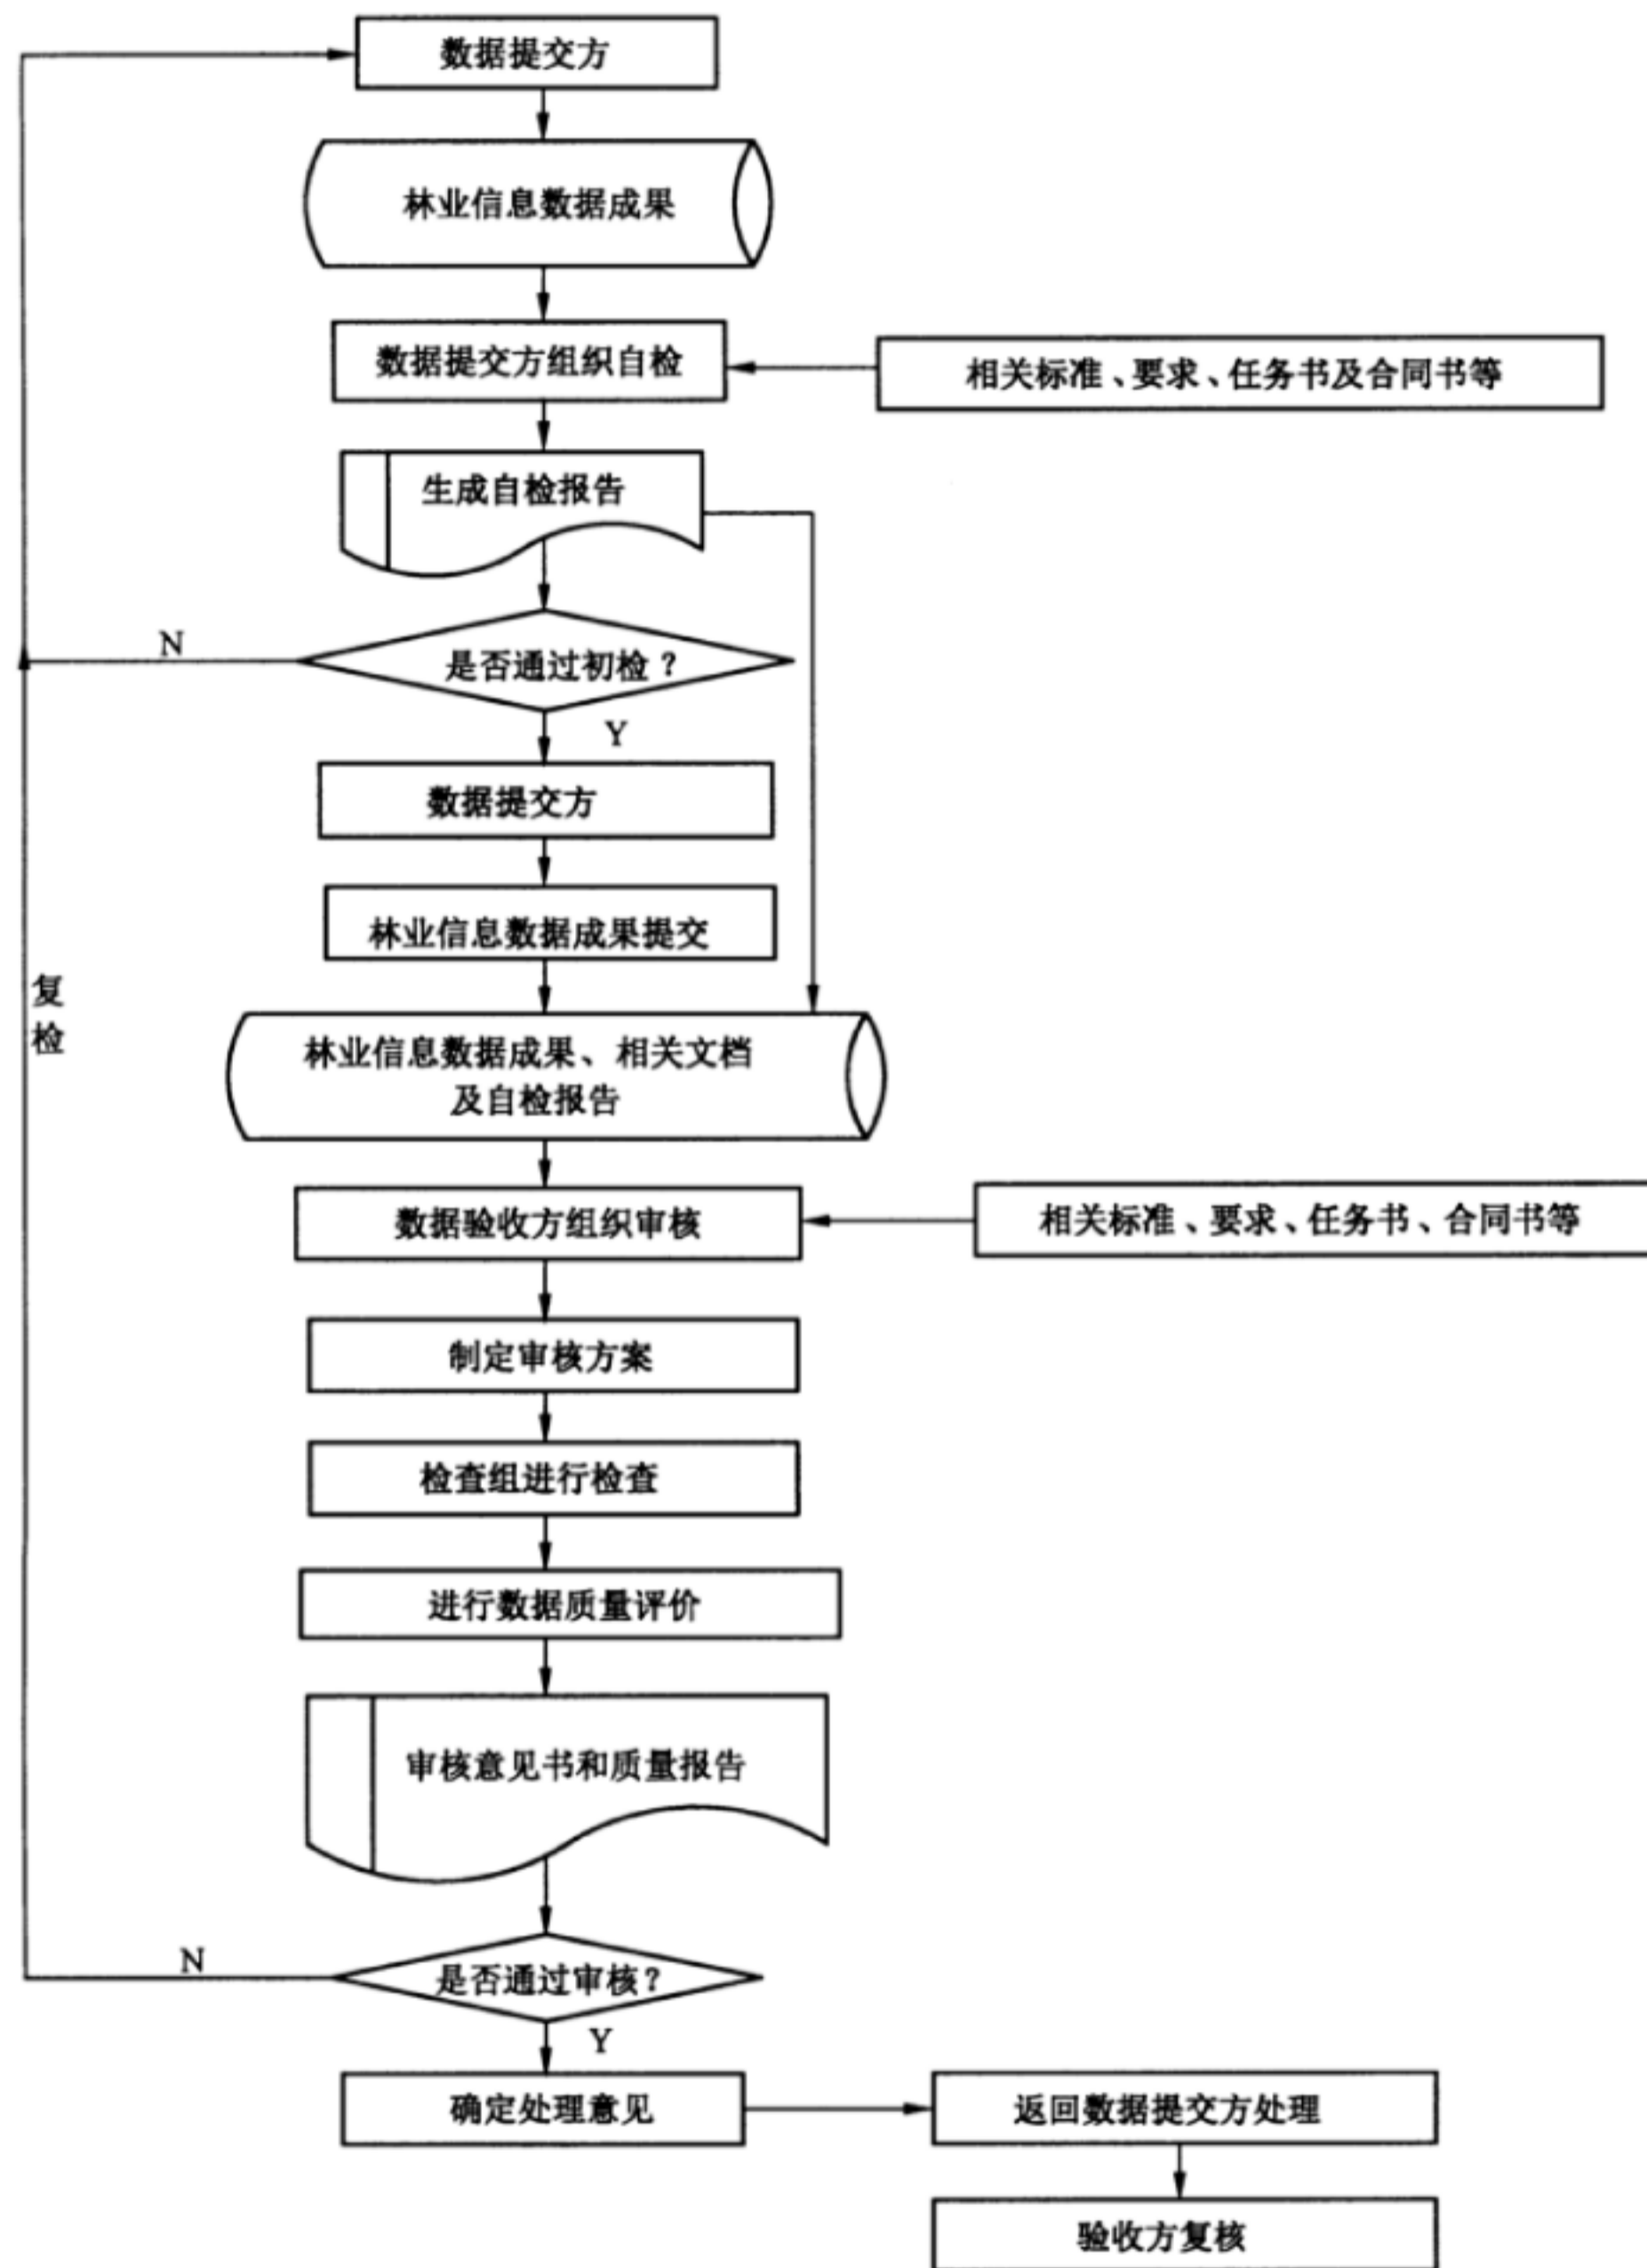 数据提交方
林业信息数据成果
数据提交方组织自检
相关标准、要求、任务书及合同书等
生成自检报告
N
是否通过初检?
Y
数据提交方
林业信息数据成果提交
复
检
林业信息数据成果、相关文档
及自检报告
数据验收方组织审核
相关标准、要求、任务书、合同书等
制定审核方案
检查组进行检查
进行数据质量评价
审核意见书和质量报告
N
是否通过审核?
Y
确定处理意见
返回数据提交方处理
验收方复核